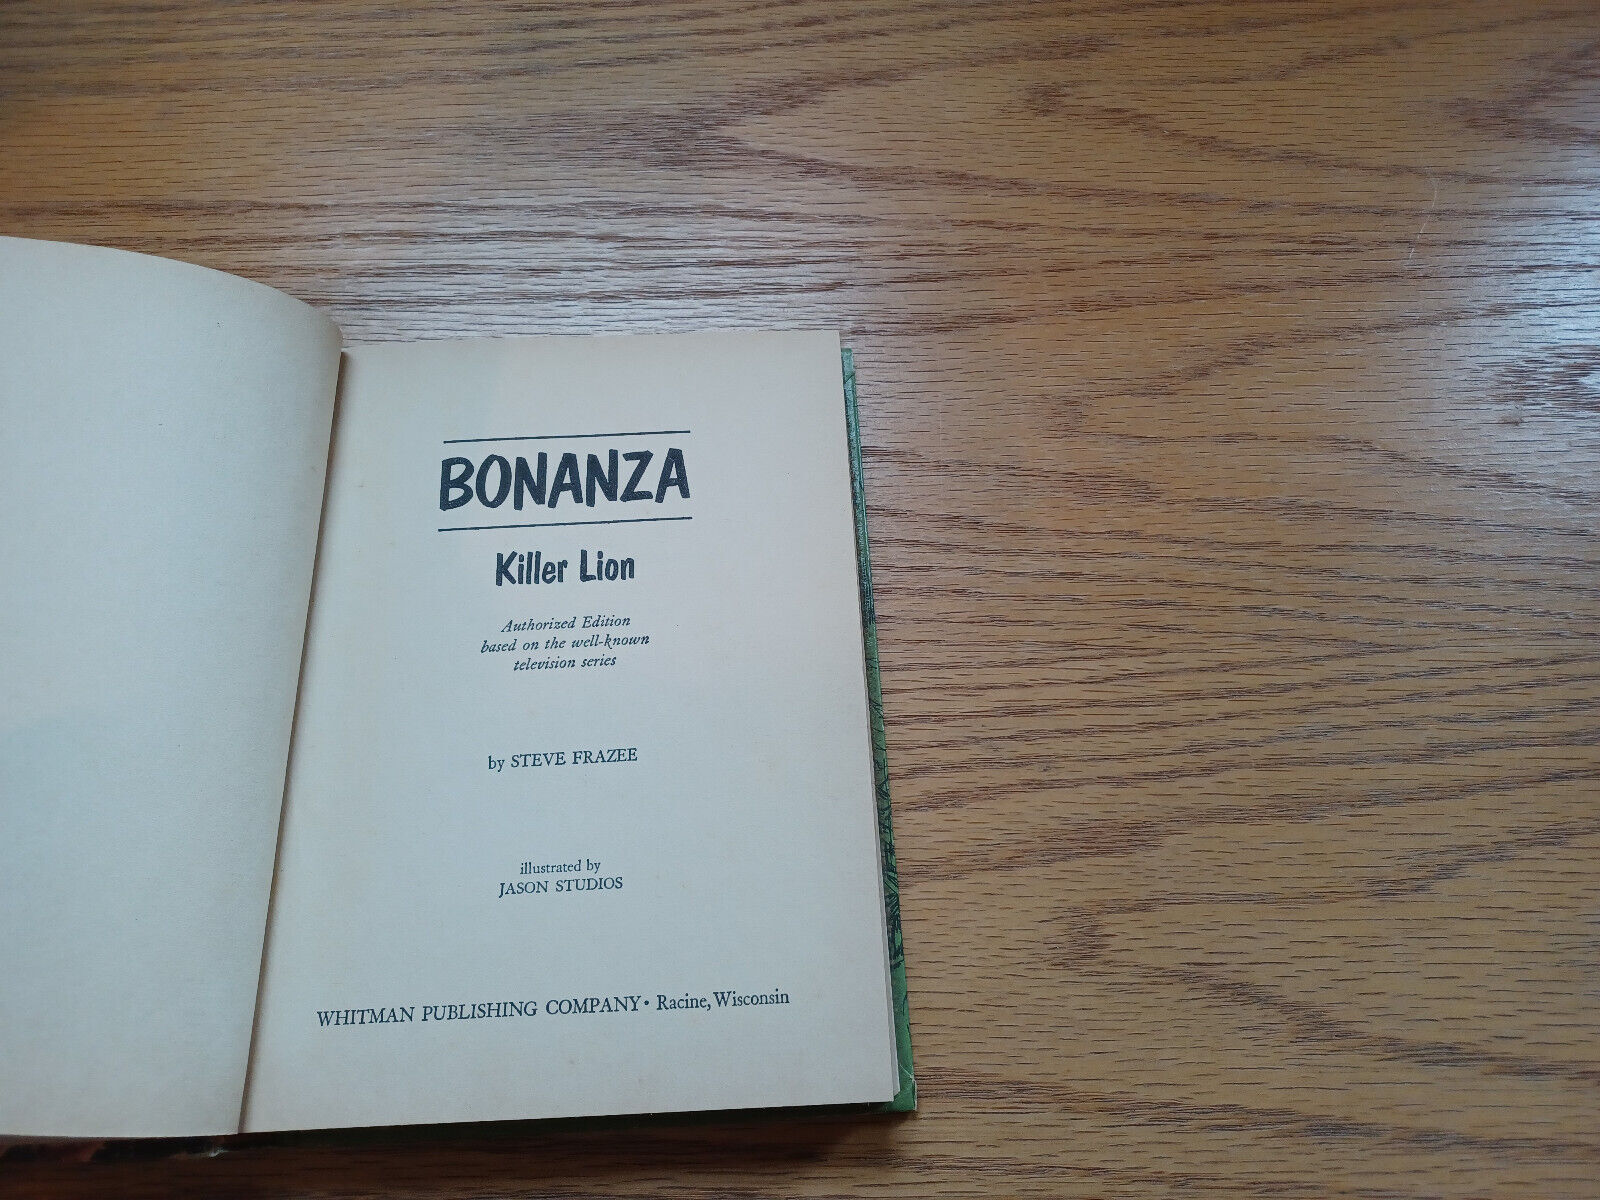 BONANZA
Killer Lion
Authorized Edition
based on the well-known
television series
by STEVE FRAZEE
illustrated by
JASON STUDIOS
WHITMAN PUBLISHING COMPANY • Racine, Wisconsin